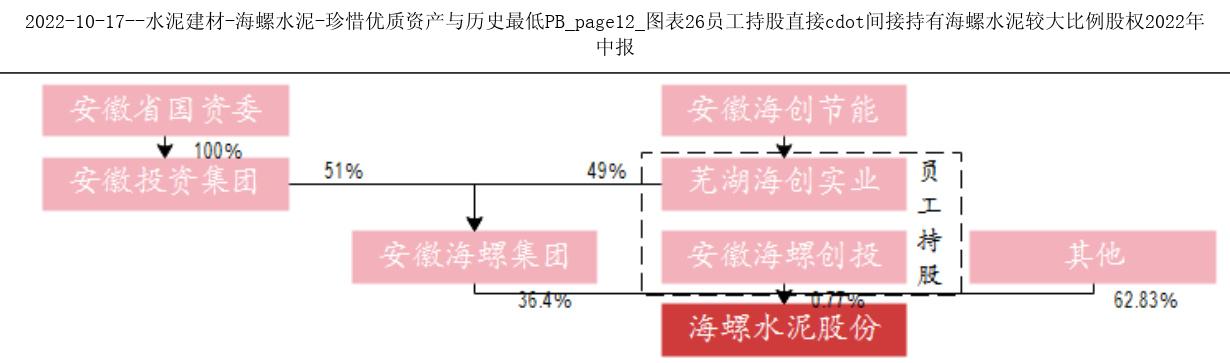 2022-10-17--水泥建材-海螺水泥-珍惜优质资产与历史最低PB_page12_图表26员工持股直接cdot间接持有海螺水泥较大比例股权2022年
中报
安徽省国资委
安徽海创节能
100%
安徽投资集团
51%
49%
芜湖海创实业
员工持股
安徽海螺集团
安徽海螺创投
其他
36.4%
0.77%
62.83%
海螺水泥股份